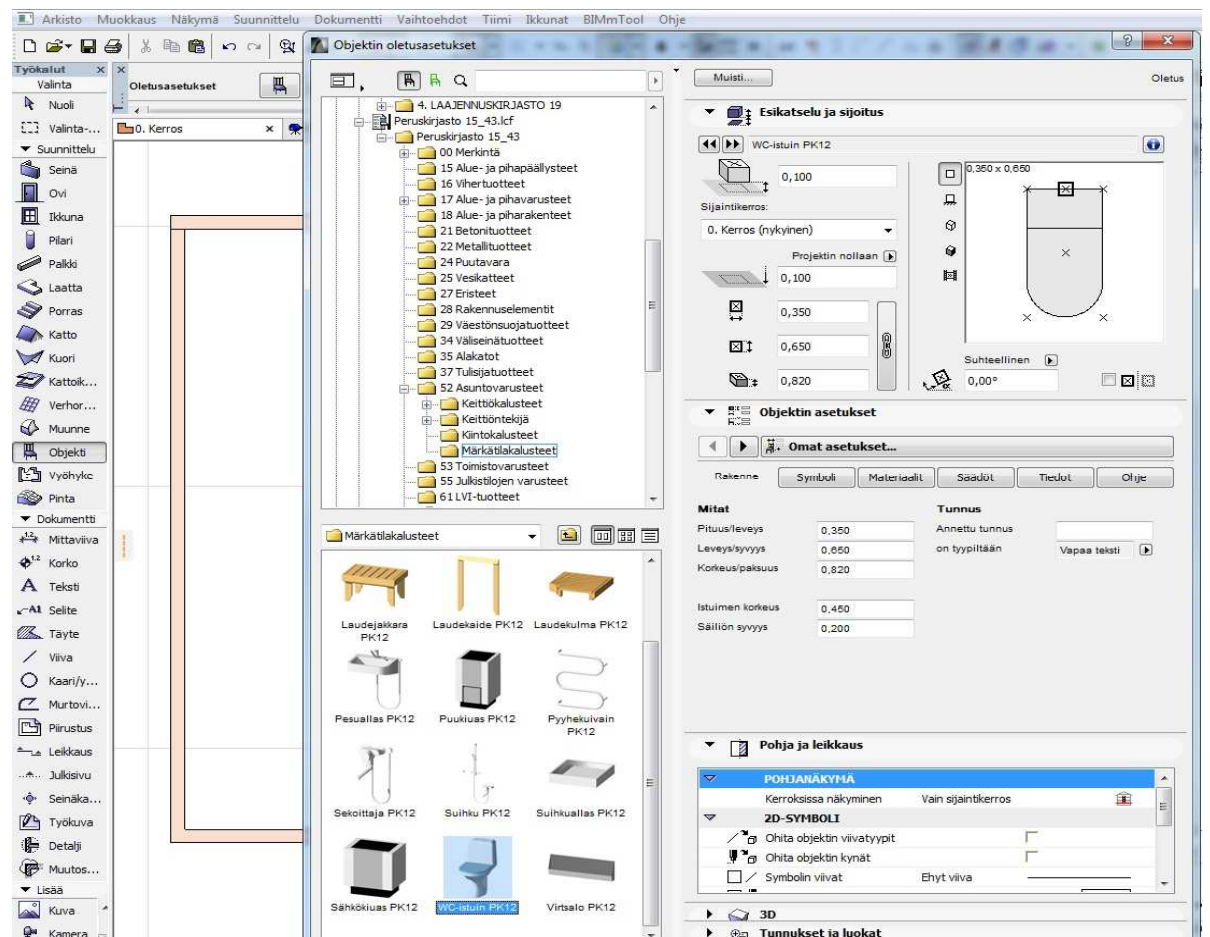 Arkisto Muokkaus Näkymä Suunnittelu Dokumentti Vaihtoehdot Tiimi Ikkunat BIMmTool Ohje
Työkalut
Valinta
Nuoli
Valinta-...
Suunnittelu
Seinä
Ovi
Ikkuna
Pilari
Palkki
Laatta
Porras
Katto
Kuori
Kattoik...
Verhor...
Muunne
Objekti
Vyöhyke
Pinta
Dokumentti
Mittaviiva
Korko
Teksti
Selite
Täyte
Viiva
Kaari/y...
Murtovi...
Piirustus
Leikkaus
Julkisivu
Seinäka...
Työkuva
Detalji
Muutos...
Lisää
Kuva
Kamera
Oletusasetukset
0. Kerros
Objektin oletusasetukset
4. LAAJENNUSKIRJASTO 19
Peruskirjasto 15_43.lcf
Peruskirjasto 15_43
00 Merkintä
15 Alue- ja pihapäällysteet
16 Vihertuotteet
17 Alue- ja pihavarusteet
18 Alue- ja piharakenteet
21 Betonituotteet
22 Metallituotteet
24 Puutavara
25 Vesikatteet
27 Eristeet
28 Rakennuselementit
29 Väestönsuojatuotteet
34 Väliseinätuotteet
35 Alakatot
37 Tulisijatuotteet
52 Asuntovarusteet
Keittiökalusteet
Keittiöntekijä
Kiintokalusteet
Märkätilakalusteet
53 Toimistovarusteet
55 Julkistilojen varusteet
61 LVI-tuotteet
Märkätilakalusteet
Laudejakkara PK12
Laudekaide PK12
Laudekulma PK12
Pesuallas PK12
Puukiuas PK12
Pyyhekuivain PK12
Sekoittaja PK12
Suihku PK12
Suihkuallas PK12
Sähkökiuas PK12
WC-istuin PK12
Virtsalo PK12
Muisti...
Oletus
Esikatselu ja sijoitus
WC-istuin PK12
0,100
Sijaintikerros:
0. Kerros (nykyinen)
Projektin nollaan
0,100
0,350
0,650
0,820
0,350 x 0,650
Suhteellinen
0,00°
Objektin asetukset
Omat asetukset...
Rakenne Symboli Materiaalit Säädöt Tiedot Ohje
Mitat Tunnus
Pituus/leveys 0,350 Annettu tunnus
Leveys/syvyys 0,650 on tyypiltään Vapaa teksti
Korkeus/paksuus 0,820
Istuimen korkeus 0,450
Säiliön syvyys 0,200
Pohja ja leikkaus
POHJANÄKYMÄ
Kerroksissa näkyminen Vain sijaintikerros
2D-SYMBOLI
Ohita objektin viivatyypit
Ohita objektin kynät
Symbolin viivat Ehyt viiva
3D
Tunnukset ja luokat